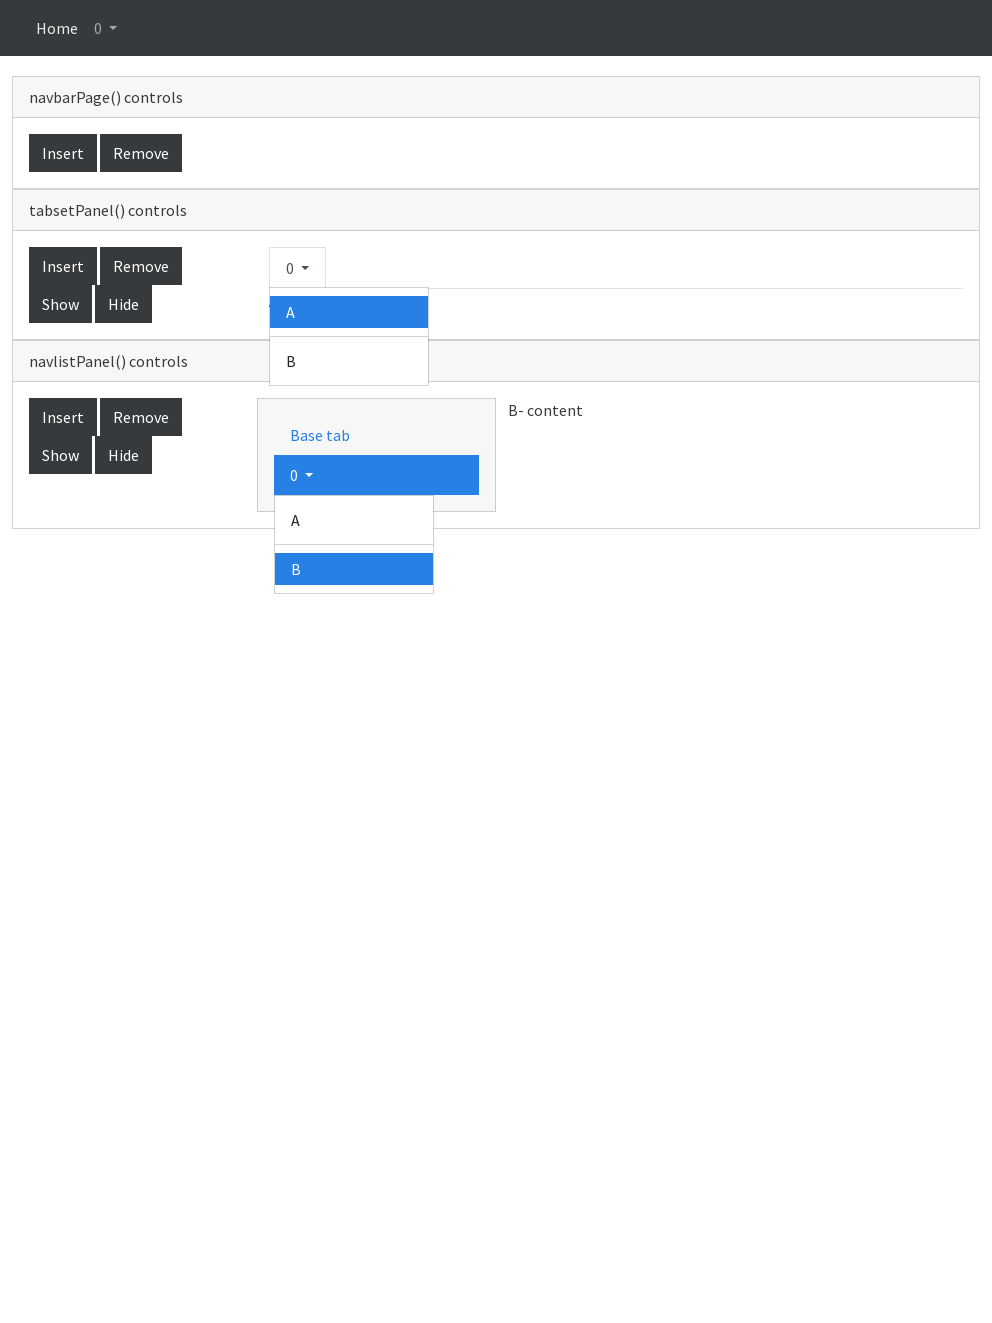 Home 0
navbarPage() controls
Insert Remove
tabsetPanel() controls
Insert Remove
0
Show Hide
A
B
navlistPanel() controls
Insert Remove
B- content
Base tab
Show Hide
0
A
B